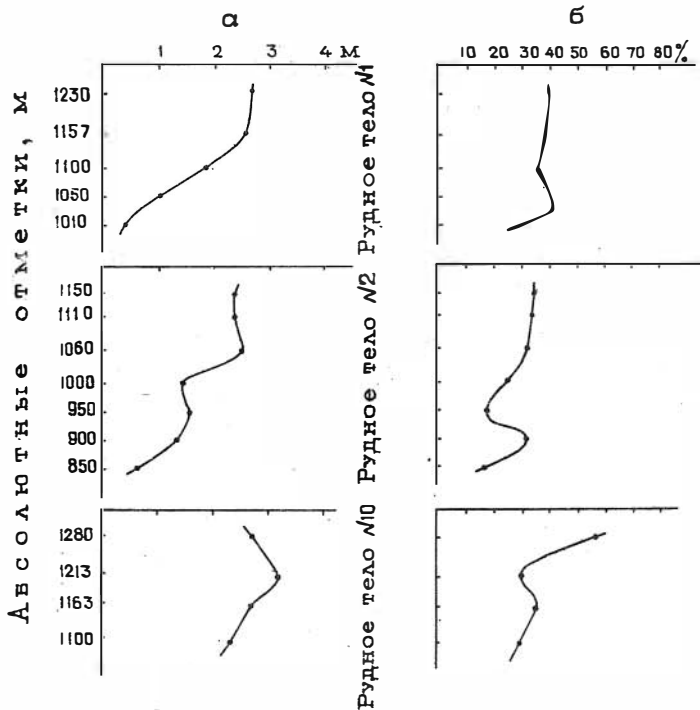 а
б
1 2 3 4 М
10 20 30 40 50 60 70 80%
Абсолютные отметки, м
1230
1157
1100
1050
1010
Рудное тело №1
1150
1110
1060
1000
950
900
850
Рудное тело №2
1280
1213
1163
1100
Рудное тело №10